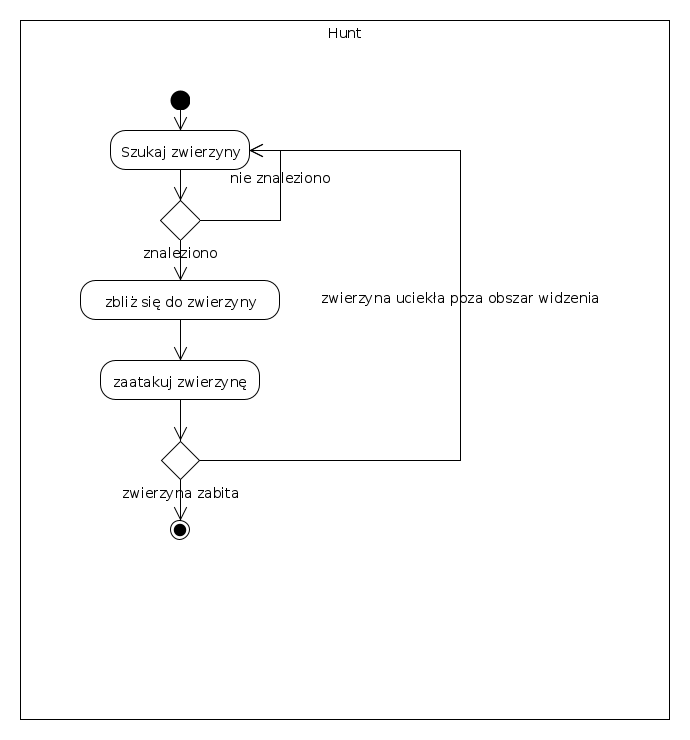 Hunt
Szukaj zwierzyny
nie znaleziono
znaleziono
zbliż się do zwierzyny
zwierzyna uciekła poza obszar widzenia
zaatakuj zwierzynę
zwierzyna zabita